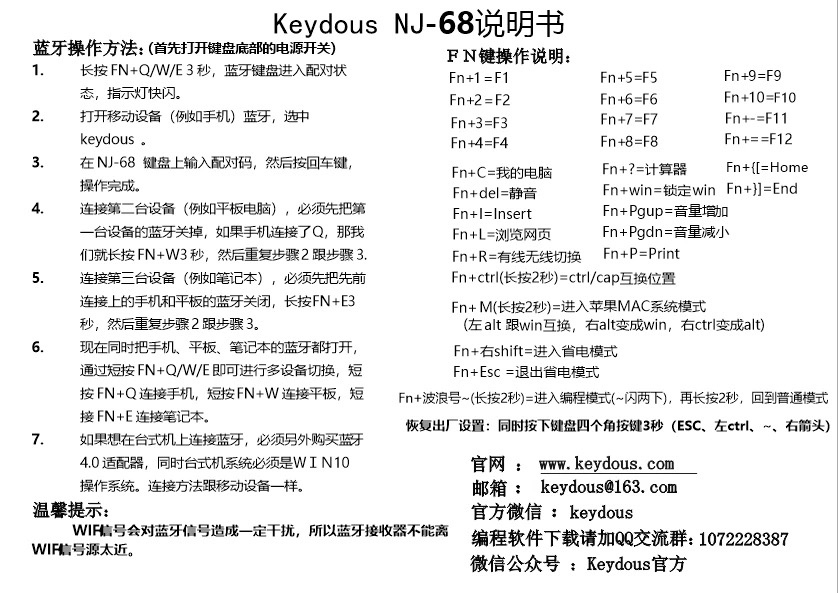 Keydous NJ-68说明书
蓝牙操作方法：(首先打开键盘底部的电源开关)
1. 长按 FN+Q/W/E 3 秒，蓝牙键盘进入配对状
态，指示灯快闪。
2. 打开移动设备（例如手机）蓝牙，选中
keydous 。
3. 在 NJ-68 键盘上输入配对码，然后按回车键，
操作完成。
4. 连接第二台设备（例如平板电脑），必须先把第
一台设备的蓝牙关掉，如果手机连接了Q，那我
们就长按 FN+W3 秒，然后重复步骤 2 跟步骤 3.
5. 连接第三台设备（例如笔记本），必须先把先前
连接上的手机和平板的蓝牙关闭，长按FN+E3
秒，然后重复步骤 2 跟步骤 3。
6. 现在同时把手机、平板、笔记本的蓝牙都打开，
通过短按 FN+Q/W/E 即可进行多设备切换，短
按 FN+Q 连接手机，短按FN+W 连接平板，短
接 FN+E 连接笔记本。
7. 如果想在台式机上连接蓝牙，必须另外购买蓝牙
4.0 适配器，同时台式机系统必须是ＷＩＮ10
操作系统。连接方法跟移动设备一样。
温馨提示：
WIFI信号会对蓝牙信号造成一定干扰，所以蓝牙接收器不能离
WIFI信号源太近。
ＦＮ键操作说明：
Fn+1 =F1 Fn+5=F5 Fn+9=F9
Fn+2 =F2 Fn+6=F6 Fn+10=F10
Fn+3=F3 Fn+7=F7 Fn+-=F11
Fn+4=F4 Fn+8=F8 Fn+==F12
Fn+C=我的电脑 Fn+?=计算器 Fn+{[=Home
Fn+del=静音 Fn+win=锁定win Fn+}]=End
Fn+I=Insert Fn+Pgup=音量增加
Fn+L=浏览网页 Fn+Pgdn=音量减小
Fn+R=有线无线切换 Fn+P=Print
Fn+ctrl(长按2秒)=ctrl/cap互换位置
Fn+ M(长按2秒)=进入苹果MAC系统模式
（左 alt 跟win互换，右alt变成win，右ctrl变成alt)
Fn+右shift=进入省电模式
Fn+Esc =退出省电模式
Fn+波浪号~(长按2秒)=进入编程模式(~闪两下)，再长按2秒，回到普通模式
恢复出厂设置：同时按下键盘四个角按键3秒（ESC、左ctrl、~、右箭头）
官网 ： www.keydous.com
邮箱 ： keydous@163.com
官方微信 ：keydous
编程软件下载请加QQ交流群：1072228387
微信公众号 ：Keydous官方